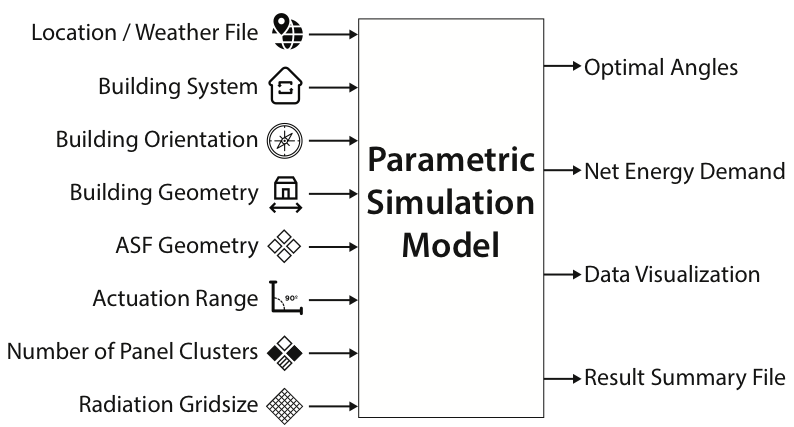 Location / Weather File
Building System
Building Orientation
Building Geometry
ASF Geometry
Actuation Range
90°
Number of Panel Clusters
Radiation Gridsize
Parametric
Simulation
Model
Optimal Angles
Net Energy Demand
Data Visualization
Result Summary File